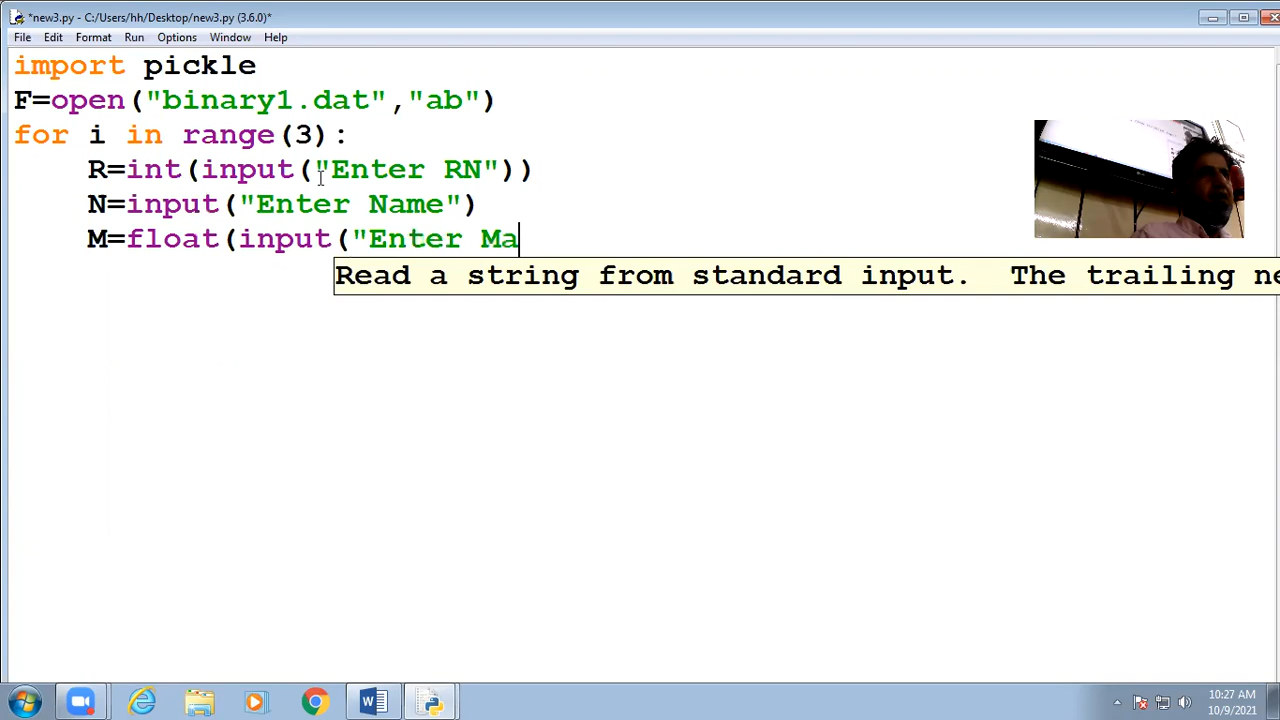 *new3.py - C:/Users/hh/Desktop/new3.py (3.6.0)*
File Edit Format Run Options Window Help
import pickle
F=open("binary1.dat","ab")
for i in range(3):
R=int(input("Enter RN"))
N=input("Enter Name")
M=float(input("Enter Ma
Read a string from standard input. The trailing ne
10:27 AM
10/9/2021